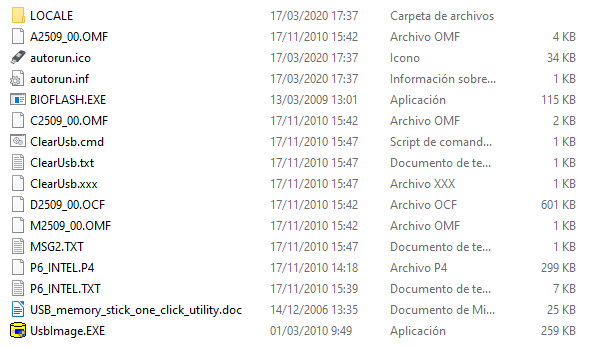 LOCALE 17/03/2020 17:37 Carpeta de archivos
A2509_00.OMF 17/11/2010 15:42 Archivo OMF 4 KB
autorun.ico 17/03/2020 17:37 Icono 34 KB
autorun.inf 17/03/2020 17:37 Información sobre... 1 KB
BIOFLASH.EXE 13/03/2009 13:01 Aplicación 115 KB
C2509_00.OMF 17/11/2010 15:42 Archivo OMF 2 KB
ClearUsb.cmd 17/11/2010 15:47 Script de comand... 1 KB
ClearUsb.txt 17/11/2010 15:47 Documento de te... 1 KB
ClearUsb.xxx 17/11/2010 15:47 Archivo XXX 1 KB
D2509_00.OCF 17/11/2010 15:42 Archivo OCF 601 KB
M2509_00.OMF 17/11/2010 15:42 Archivo OMF 1 KB
MSG2.TXT 17/11/2010 15:47 Documento de te... 1 KB
P6_INTEL.P4 17/11/2010 14:18 Archivo P4 299 KB
P6_INTEL.TXT 17/11/2010 15:39 Documento de te... 7 KB
USB_memory_stick_one_click_utility.doc 14/12/2006 13:35 Documento de Mi... 25 KB
UsbImage.EXE 01/03/2010 9:49 Aplicación 259 KB